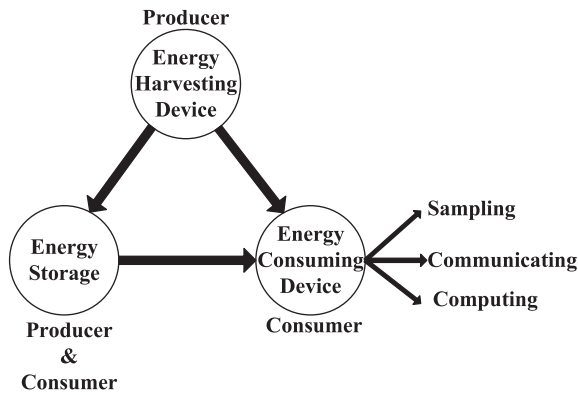 Producer
Energy
Harvesting
Device
Energy
Storage
Producer
&
Consumer
Energy
Consuming
Device
Consumer
Sampling
Communicating
Computing